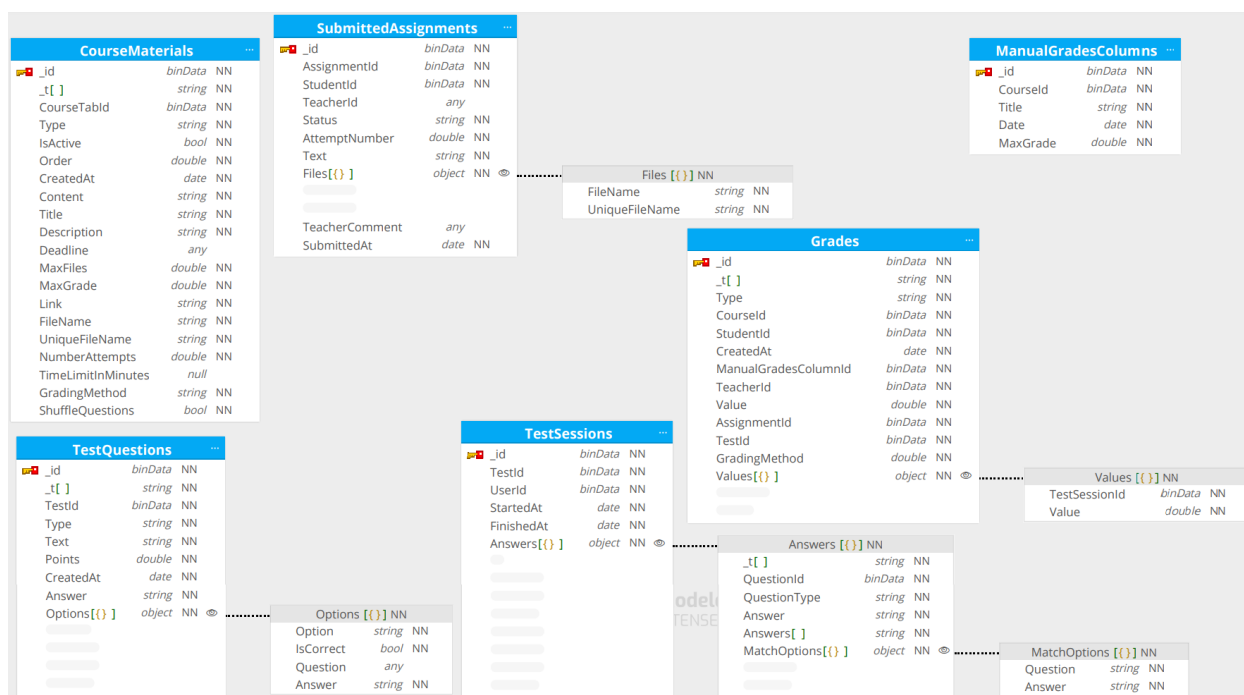 CourseMaterials ...
_id binData NN
_t[ ] string NN
CourseTabId binData NN
Type string NN
IsActive bool NN
Order double NN
CreatedAt date NN
Content string NN
Title string NN
Description string NN
Deadline any
MaxFiles double NN
MaxGrade double NN
Link string NN
FileName string NN
UniqueFileName string NN
NumberAttempts double NN
TimeLimitInMinutes null
GradingMethod string NN
ShuffleQuestions bool NN
SubmittedAssignments ...
_id binData NN
AssignmentId binData NN
StudentId binData NN
TeacherId any
Status string NN
AttemptNumber double NN
Text string NN
Files[{} ] object NN
TeacherComment any
SubmittedAt date NN
Files [{}] NN
FileName string NN
UniqueFileName string NN
ManualGradesColumns ...
_id binData NN
CourseId binData NN
Title string NN
Date date NN
MaxGrade double NN
Grades ...
_id binData NN
_t[ ] string NN
Type string NN
CourseId binData NN
StudentId binData NN
CreatedAt date NN
ManualGradesColumnId binData NN
TeacherId binData NN
Value double NN
AssignmentId binData NN
TestId binData NN
GradingMethod double NN
Values[{} ] object NN
Values [{}] NN
TestSessionId binData NN
Value double NN
TestQuestions ...
_id binData NN
_t[ ] string NN
TestId binData NN
Type string NN
Text string NN
Points double NN
CreatedAt date NN
Answer string NN
Options[{} ] object NN
Options [{}] NN
Option string NN
IsCorrect bool NN
Question any
Answer string NN
TestSessions ...
_id binData NN
TestId binData NN
UserId binData NN
StartedAt date NN
FinishedAt date NN
Answers[{} ] object NN
Answers [{}] NN
_t[ ] string NN
QuestionId binData NN
QuestionType string NN
Answer string NN
Answers[ ] string NN
MatchOptions[{} ] object NN
MatchOptions [{}] NN
Question string NN
Answer string NN